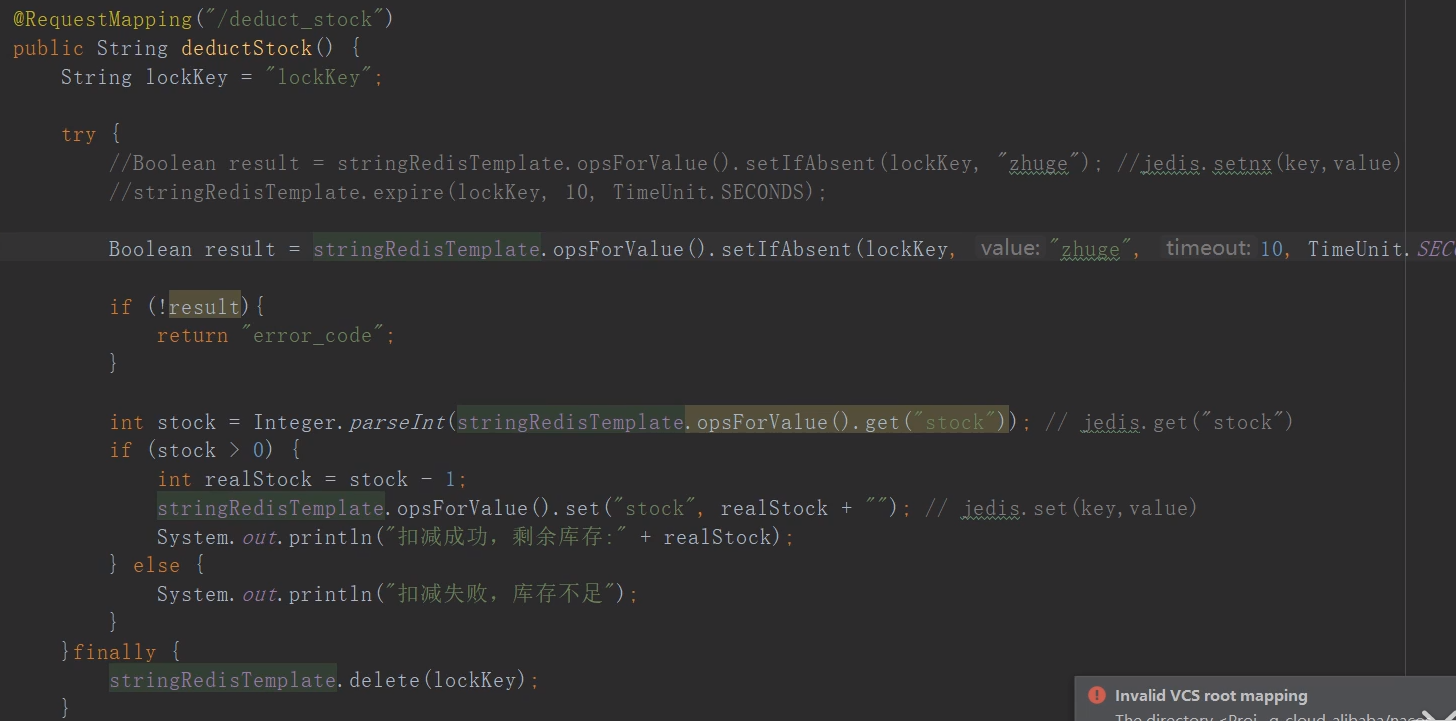 @RequestMapping("/deduct_stock")
public String deductStock() {
    String lockKey = "lockKey";
    try {
        //Boolean result = stringRedisTemplate.opsForValue().setIfAbsent(lockKey, "zhuge"); //jedis.setnx(key,value)
        //stringRedisTemplate.expire(lockKey, 10, TimeUnit.SECONDS);
        Boolean result = stringRedisTemplate.opsForValue().setIfAbsent(lockKey, value: "zhuge", timeout: 10, TimeUnit.SEC
        if (!result){
            return "error_code";
        }
        int stock = Integer.parseInt(stringRedisTemplate.opsForValue().get("stock")); // jedis.get("stock")
        if (stock > 0) {
            int realStock = stock - 1;
            stringRedisTemplate.opsForValue().set("stock", realStock + ""); // jedis.set(key,value)
            System.out.println("扣减成功，剩余库存:" + realStock);
        } else {
            System.out.println("扣减失败，库存不足");
        }
    }finally {
        stringRedisTemplate.delete(lockKey);
    }
Invalid VCS root mapping
The directory <Proj...g-cloud-alibaba/nac